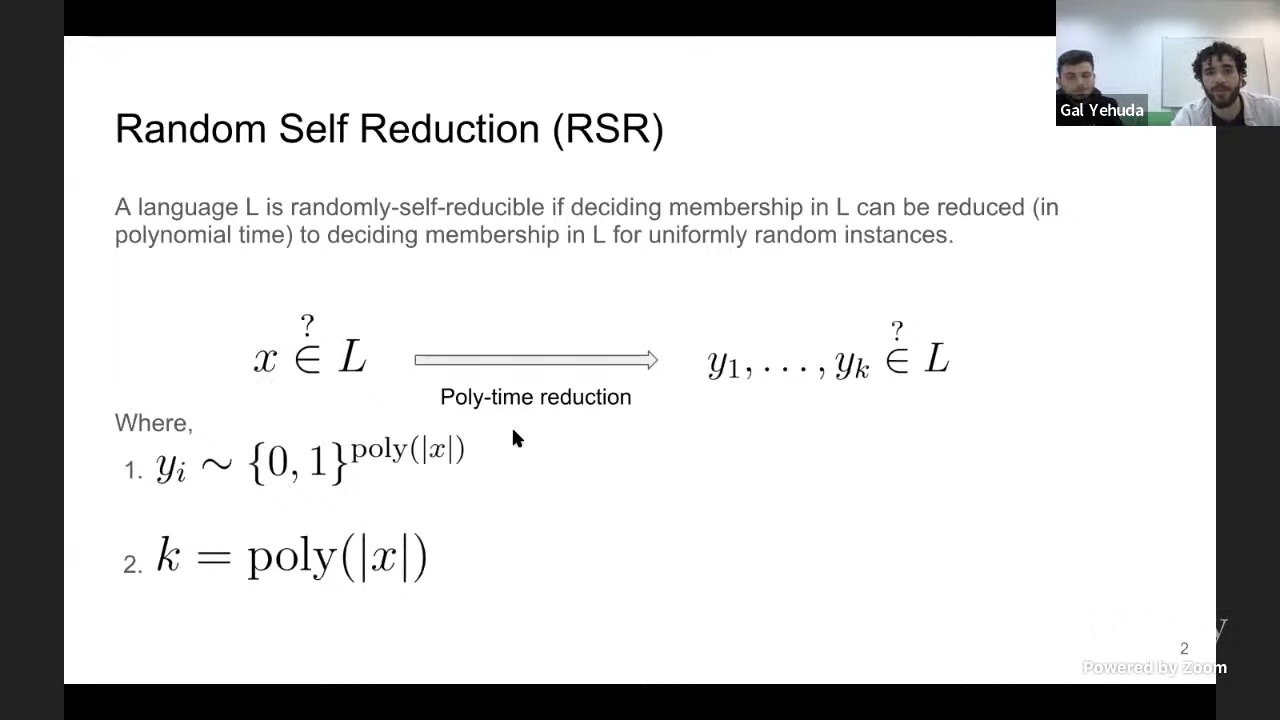 Gal Yehuda
Random Self Reduction (RSR)
A language L is randomly-self-reducible if deciding membership in L can be reduced (in
polynomial time) to deciding membership in L for uniformly random instances.
x ∈? L
y₁, . . . , yₖ ∈? L
Poly-time reduction
Where,
1. yᵢ ∼ {0, 1}^poly(|x|)
2. k = poly(|x|)
2
Powered by Zoom